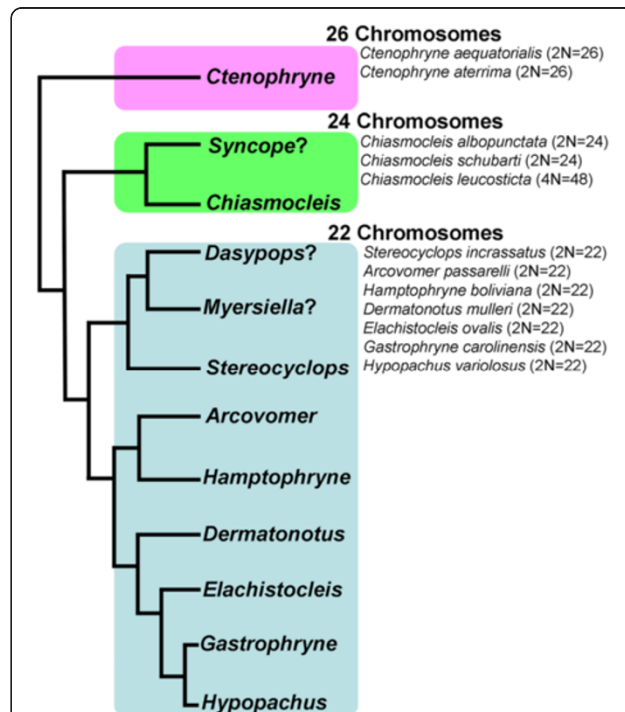 26 Chromosomes
Ctenophryne aequatorialis (2N=26)
Ctenophryne aterrima (2N=26)
Ctenophryne
24 Chromosomes
Syncope?
Chiasmocleis albopunctata (2N=24)
Chiasmocleis schubarti (2N=24)
Chiasmocleis leucosticta (4N=48)
Chiasmocleis
22 Chromosomes
Dasypops?
Stereocyclops incrassatus (2N=22)
Arcovomer passarelli (2N=22)
Hamptophryne boliviana (2N=22)
Myersiella?
Dermatonotus mulleri (2N=22)
Elachistocleis ovalis (2N=22)
Gastrophryne carolinensis (2N=22)
Hypopachus variolosus (2N=22)
Stereocyclops
Arcovomer
Hamptophryne
Dermatonotus
Elachistocleis
Gastrophryne
Hypopachus